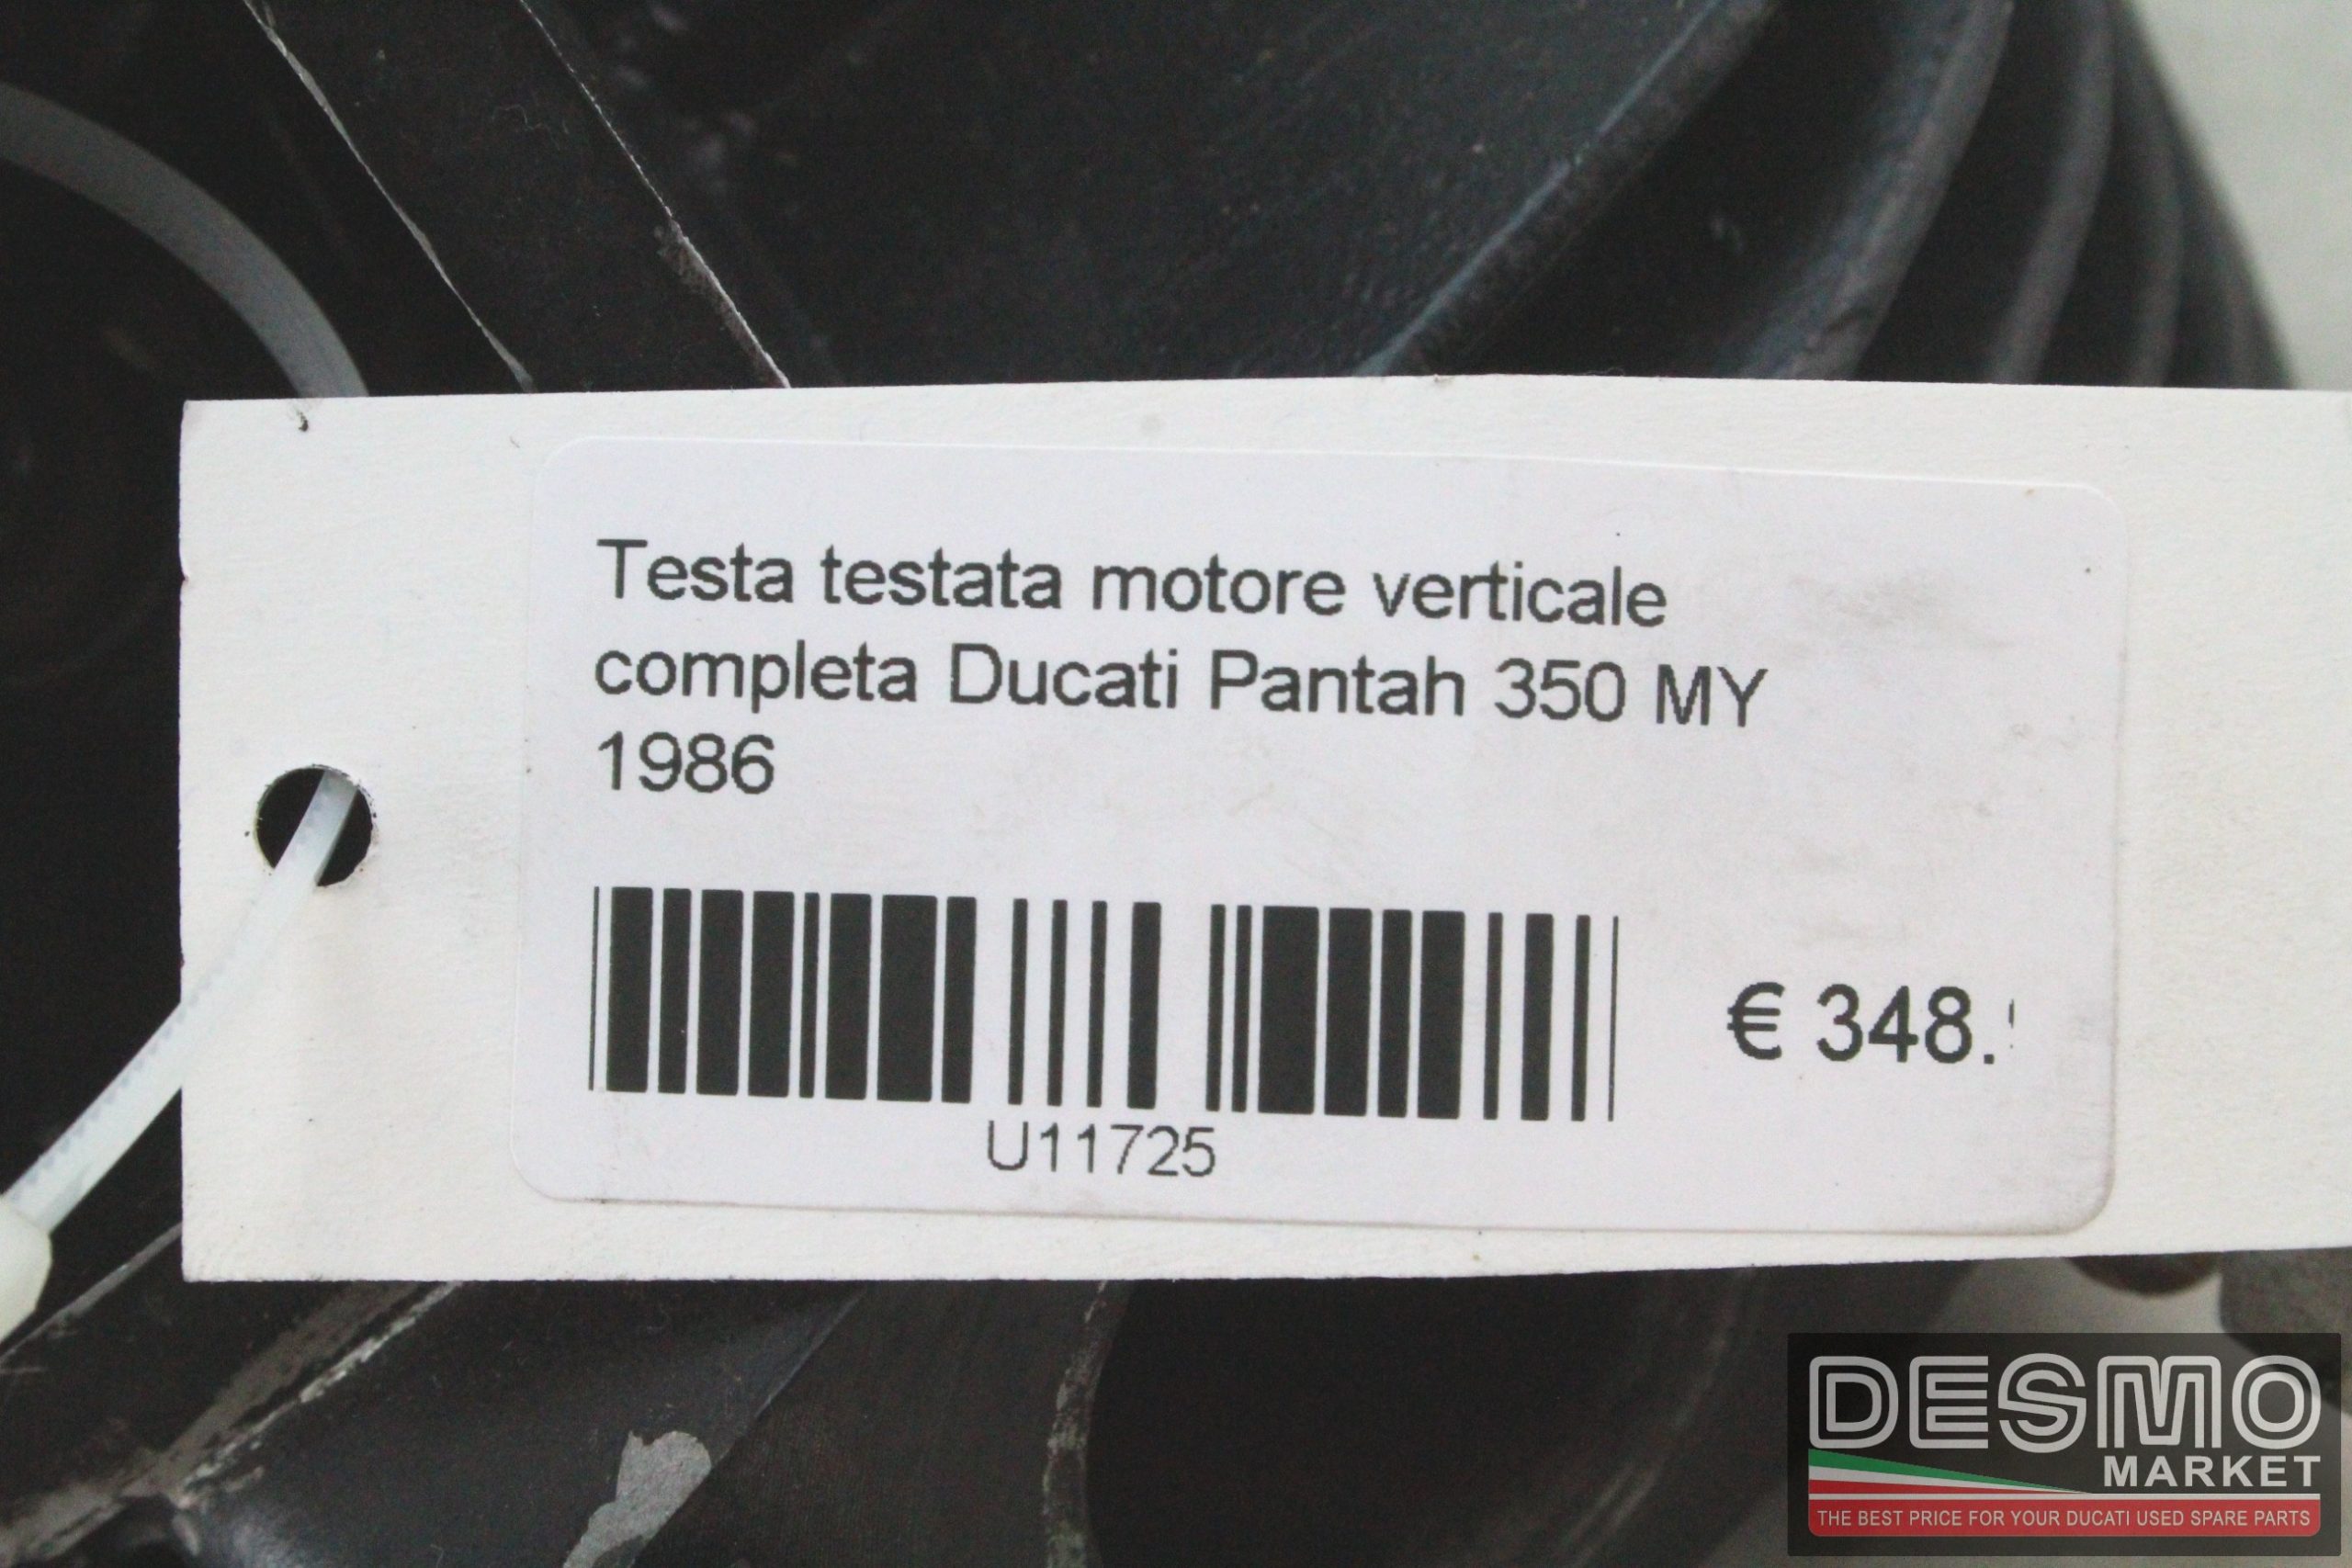 Testa testata motore verticale
completa Ducati Pantah 350 MY
1986
€ 348.
U11725
DESMO
MARKET
THE BEST PRICE FOR YOUR DUCATI USED SPARE PARTS